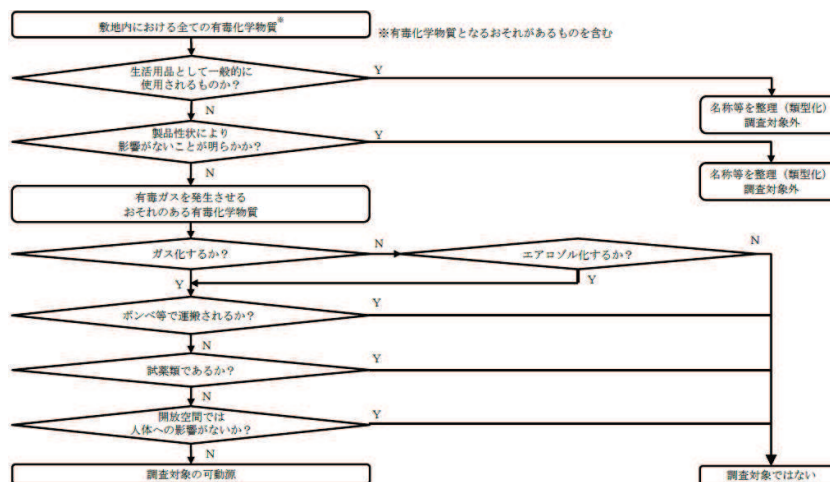 敷地内における全ての有毒化学物質※
※有毒化学物質となるおそれがあるものを含む
生活用品として一般的に
使用されるものか?
Y
N
名称等を整理（類型化）
調査対象外
製品性状により
影響がないことが明らかか?
Y
N
名称等を整理（類型化）
調査対象外
有毒ガスを発生させる
おそれのある有毒化学物質
ガス化するか?
N
エアロゾル化するか?
N
Y
Y
ボンベ等で運搬されるか?
Y
N
試薬類であるか?
Y
N
開放空間では
人体への影響がないか?
Y
N
調査対象の可動源
調査対象ではない